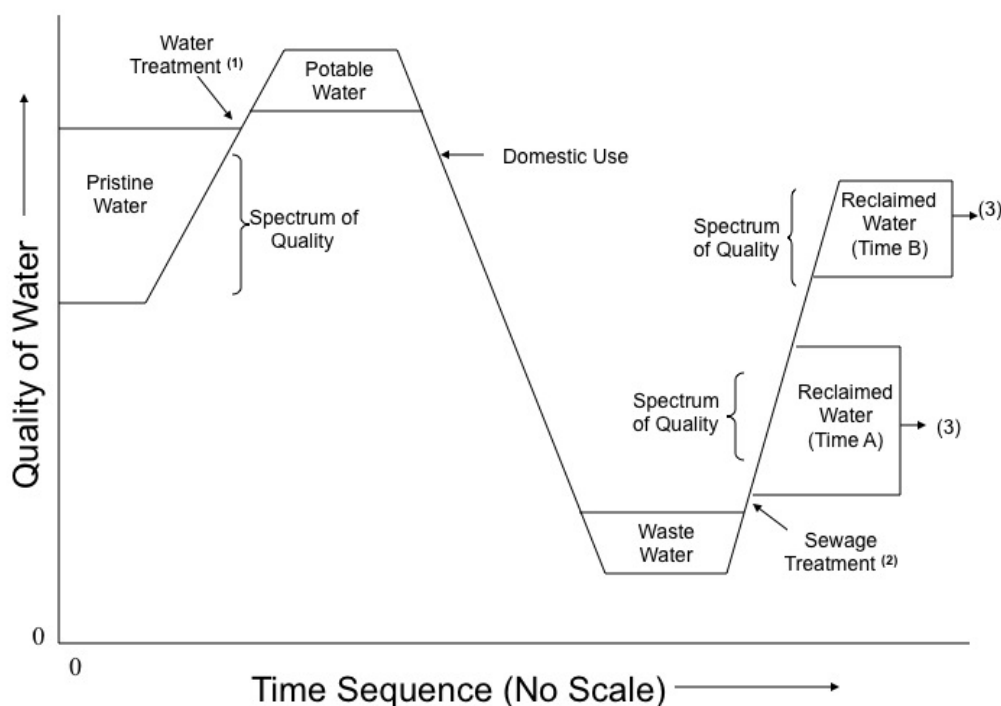 Water
Treatment (1)
Potable
Water
Pristine
Water
Spectrum of
Quality
Domestic Use
Spectrum
of Quality
Reclaimed
Water
(Time B)
(3)
Spectrum
of Quality
Reclaimed
Water
(Time A)
(3)
Waste
Water
Sewage
Treatment (2)
Quality of Water
0
0
Time Sequence (No Scale)